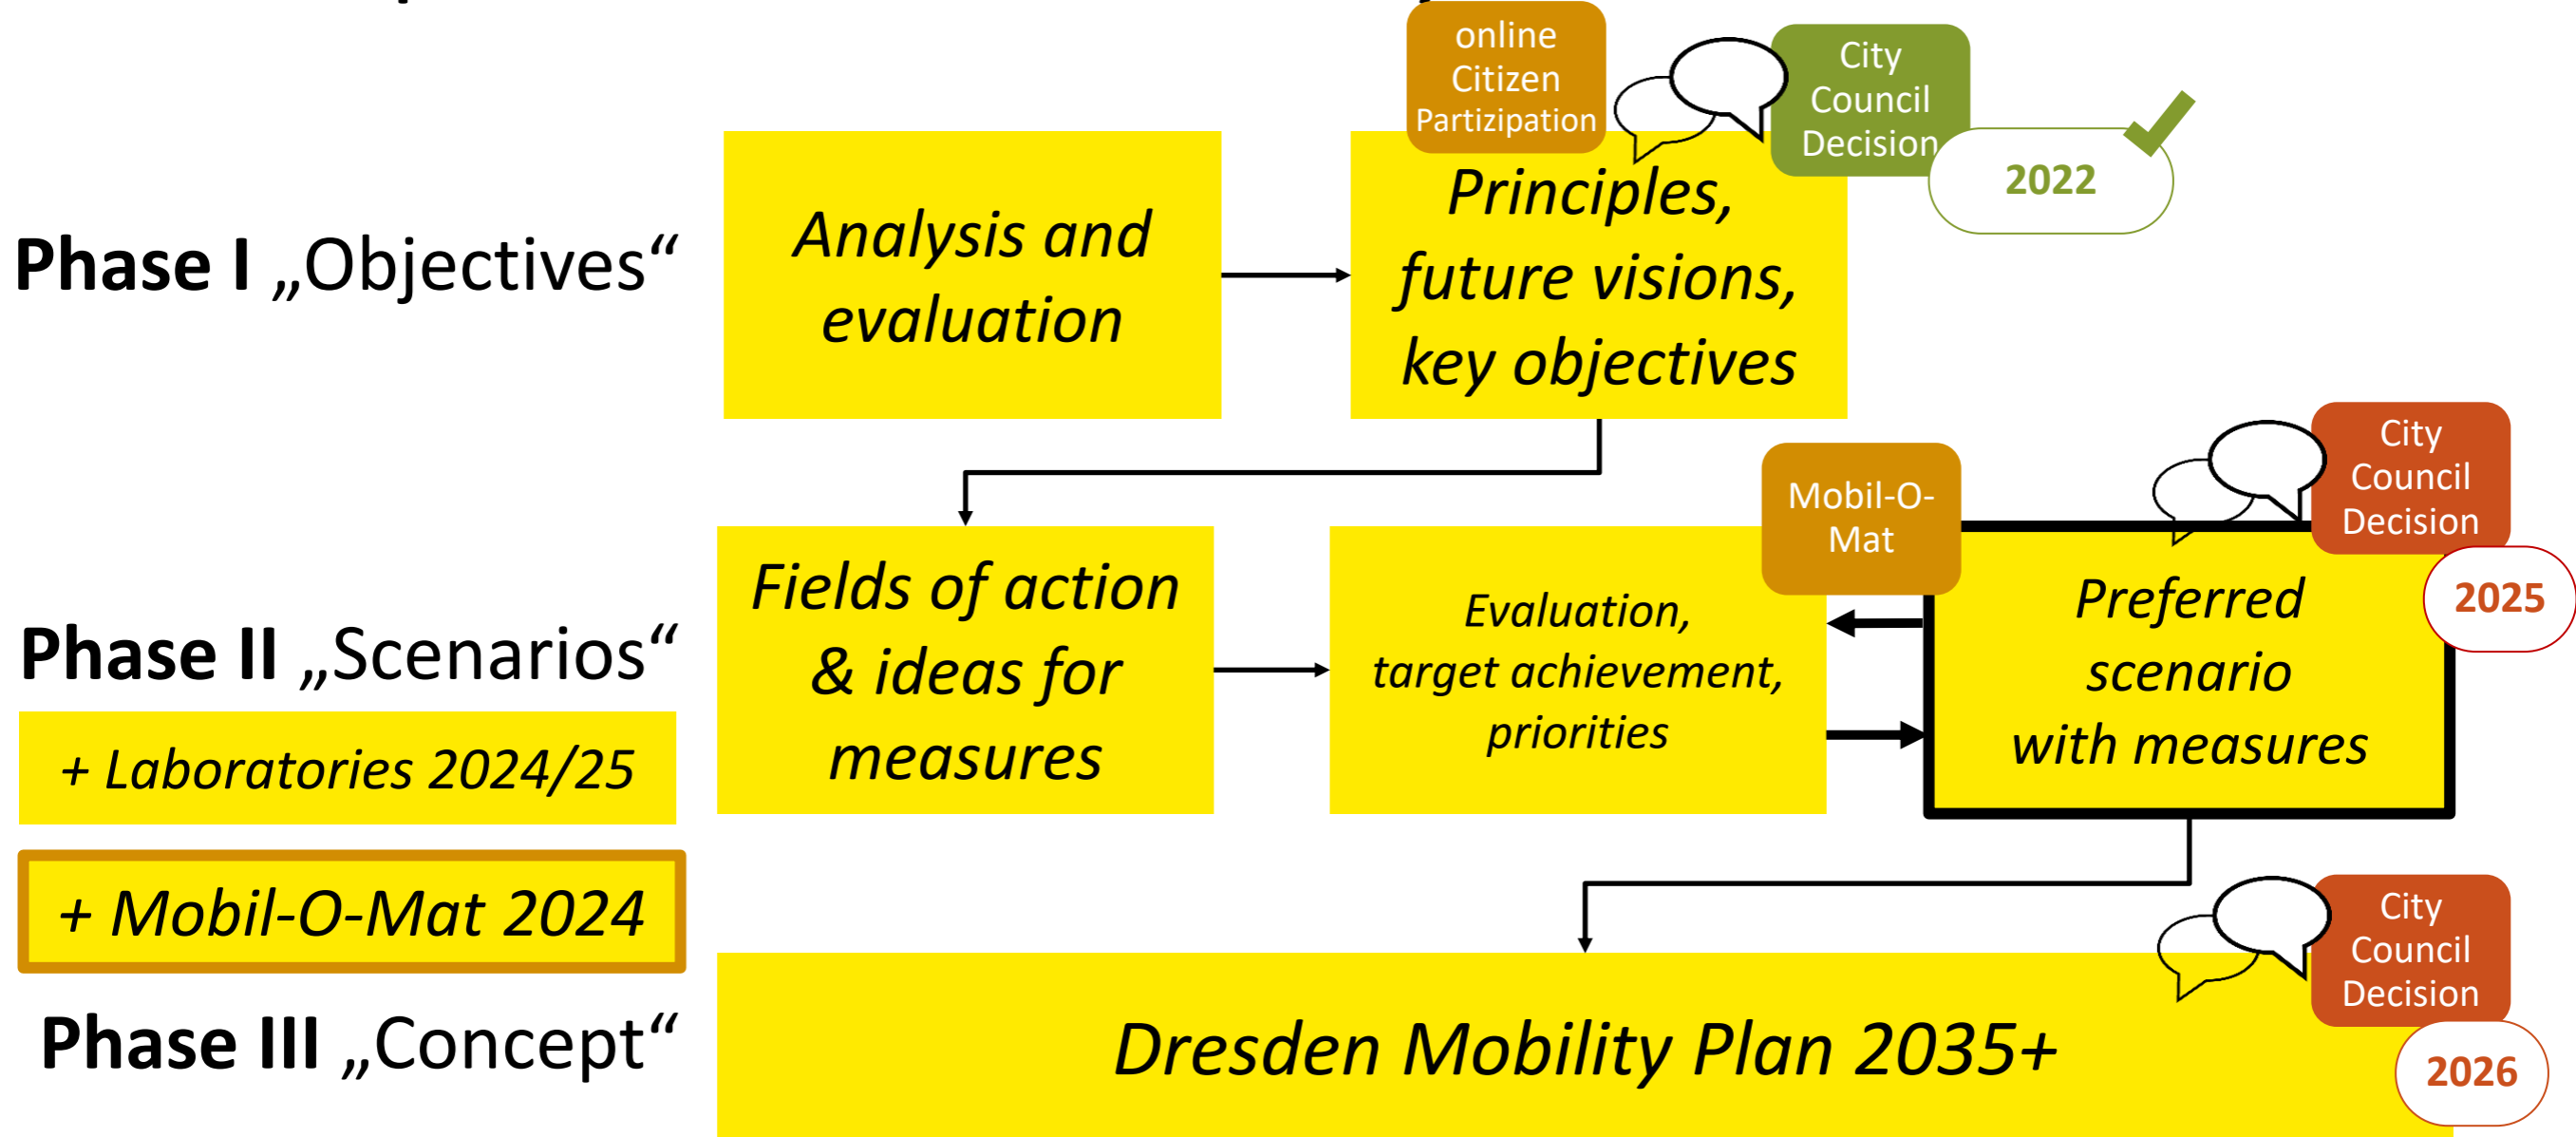 online
Citizen
Partizipation
City
Council
Decision
2022
Phase I „Objectives“
Analysis and
evaluation
Principles,
future visions,
key objectives
Mobil-O-
Mat
City
Council
Decision
2025
Phase II „Scenarios“
+ Laboratories 2024/25
+ Mobil-O-Mat 2024
Fields of action
& ideas for
measures
Evaluation,
target achievement,
priorities
Preferred
scenario
with measures
City
Council
Decision
2026
Phase III „Concept“
Dresden Mobility Plan 2035+